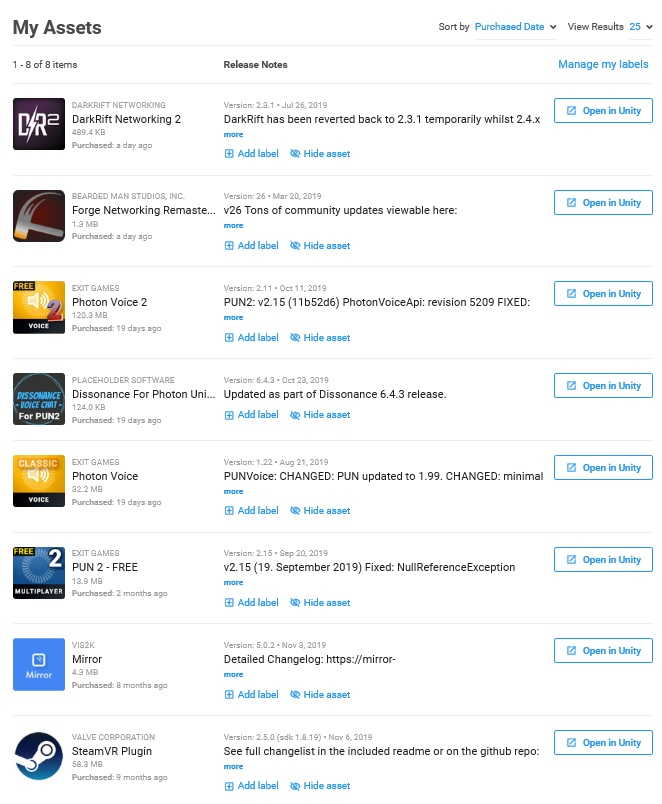 My Assets
Sort by Purchased Date View Results 25
1 - 8 of 8 items Release Notes Manage my labels
DARKRIFT NETWORKING
DarkRift Networking 2
489.4 KB
Purchased: a day ago
Version: 2.3.1 • Jul 26, 2019
DarkRift has been reverted back to 2.3.1 temporarily whilst 2.4.x
more
Add label Hide asset
Open in Unity
BEARDED MAN STUDIOS, INC.
Forge Networking Remaste...
1.3 MB
Purchased: a day ago
Version: 26 • Mar 20, 2019
v26 Tons of community updates viewable here:
more
Add label Hide asset
Open in Unity
FREE
2
VOICE
EXIT GAMES
Photon Voice 2
120.3 MB
Purchased: 19 days ago
Version: 2.11 • Oct 11, 2019
PUN2: v2.15 (11b52d6) PhotonVoiceApi: revision 5209 FIXED:
more
Add label Hide asset
Open in Unity
DISSONANCE
- VOICE CHAT -
For PUN2
PLACEHOLDER SOFTWARE
Dissonance For Photon Uni...
124.0 KB
Purchased: 19 days ago
Version: 6.4.3 • Oct 23, 2019
Updated as part of Dissonance 6.4.3 release.
Add label Hide asset
Open in Unity
CLASSIC
VOICE
EXIT GAMES
Photon Voice
32.2 MB
Purchased: 19 days ago
Version: 1.22 • Aug 21, 2019
PUNVoice: CHANGED: PUN updated to 1.99. CHANGED: minimal
more
Add label Hide asset
Open in Unity
FREE
2
MULTIPLAYER
EXIT GAMES
PUN 2 - FREE
13.9 MB
Purchased: 2 months ago
Version: 2.15 • Sep 20, 2019
v2.15 (19. September 2019) Fixed: NullReferenceException
more
Add label Hide asset
Open in Unity
Mirror
VIS2K
Mirror
4.3 MB
Purchased: 8 months ago
Version: 5.0.2 • Nov 3, 2019
Detailed Changelog: https://mirror-
more
Add label Hide asset
Open in Unity
VALVE CORPORATION
SteamVR Plugin
58.3 MB
Purchased: 9 months ago
Version: 2.5.0 (sdk 1.8.19) • Nov 6, 2019
See full changelist in the included readme or on the github repo:
more
Add label Hide asset
Open in Unity